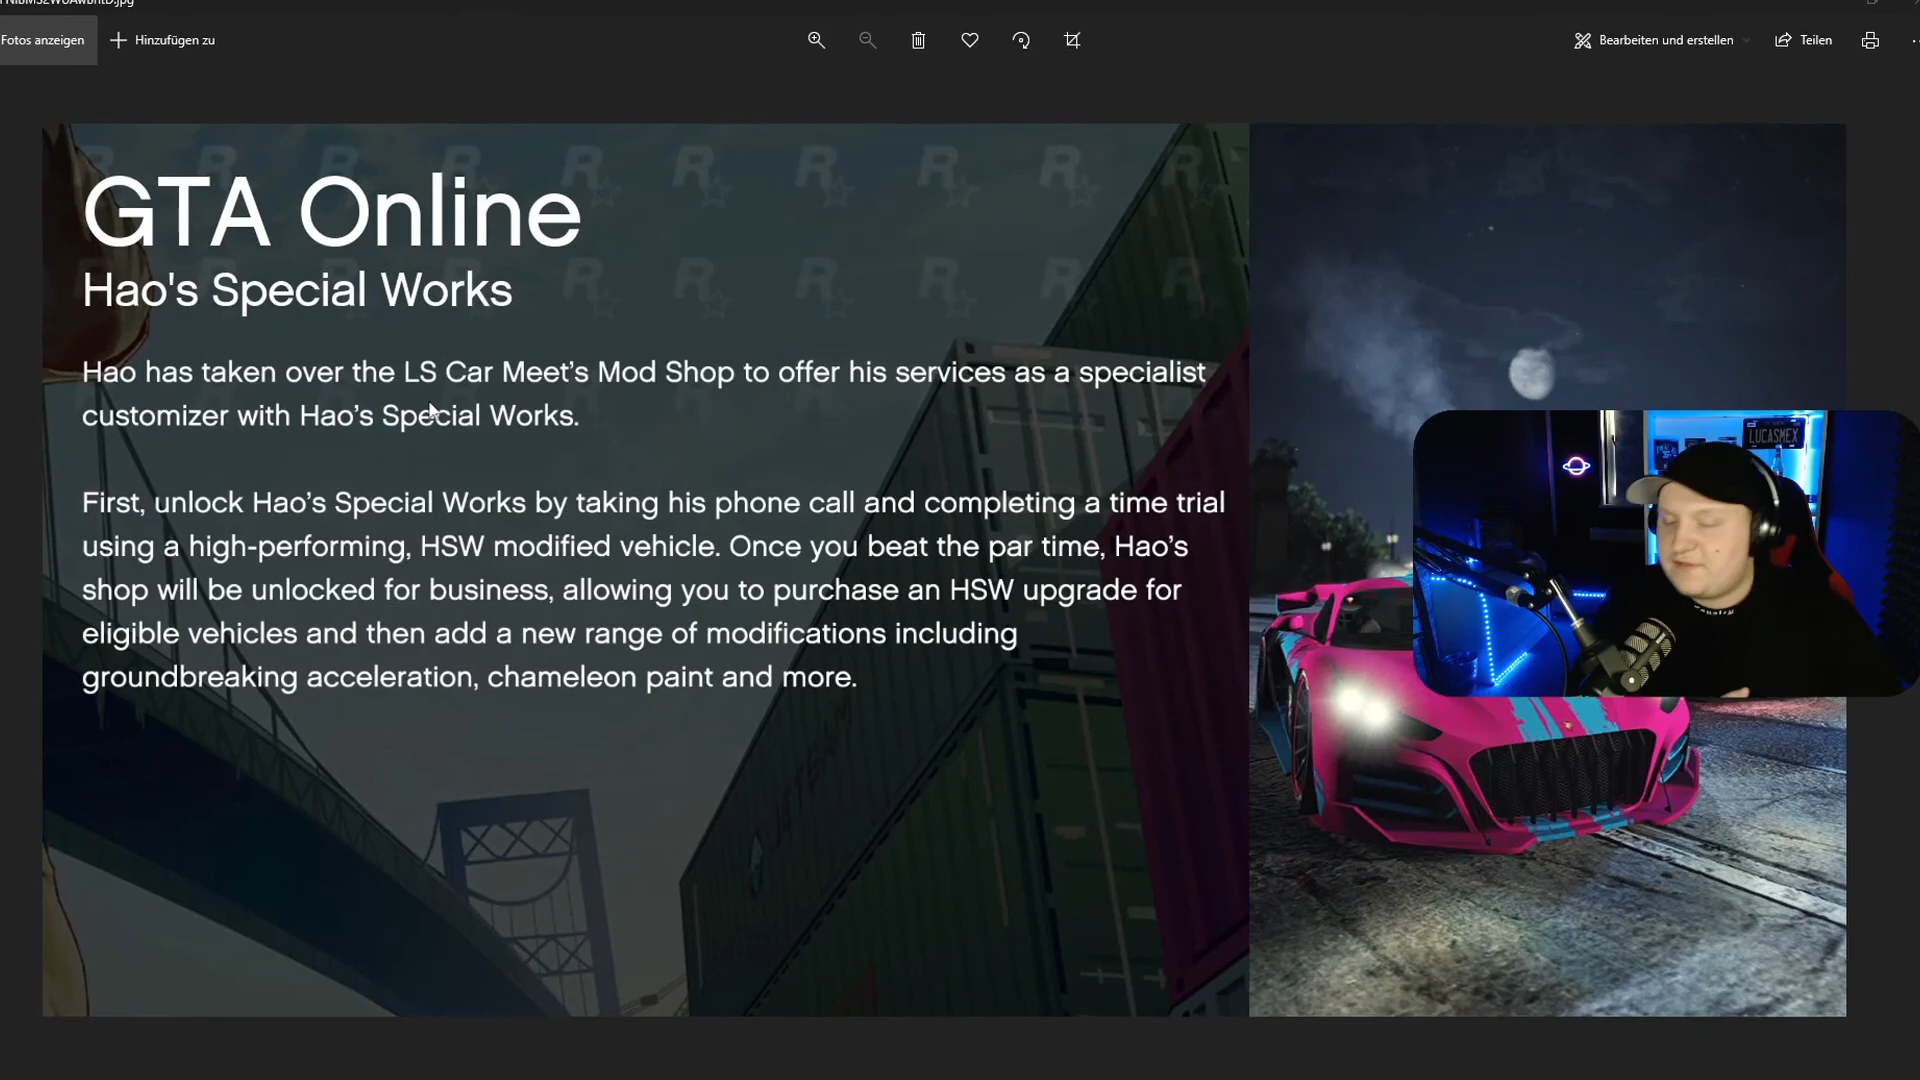 Fotos anzeigen
Hinzufügen zu
Bearbeiten und erstellen
Teilen
GTA Online
Hao's Special Works
Hao has taken over the LS Car Meet’s Mod Shop to offer his services as a specialist
customizer with Hao’s Special Works.
First, unlock Hao’s Special Works by taking his phone call and completing a time trial
using a high-performing, HSW modified vehicle. Once you beat the par time, Hao’s
shop will be unlocked for business, allowing you to purchase an HSW upgrade for
eligible vehicles and then add a new range of modifications including
groundbreaking acceleration, chameleon paint and more.
LUCASMEX